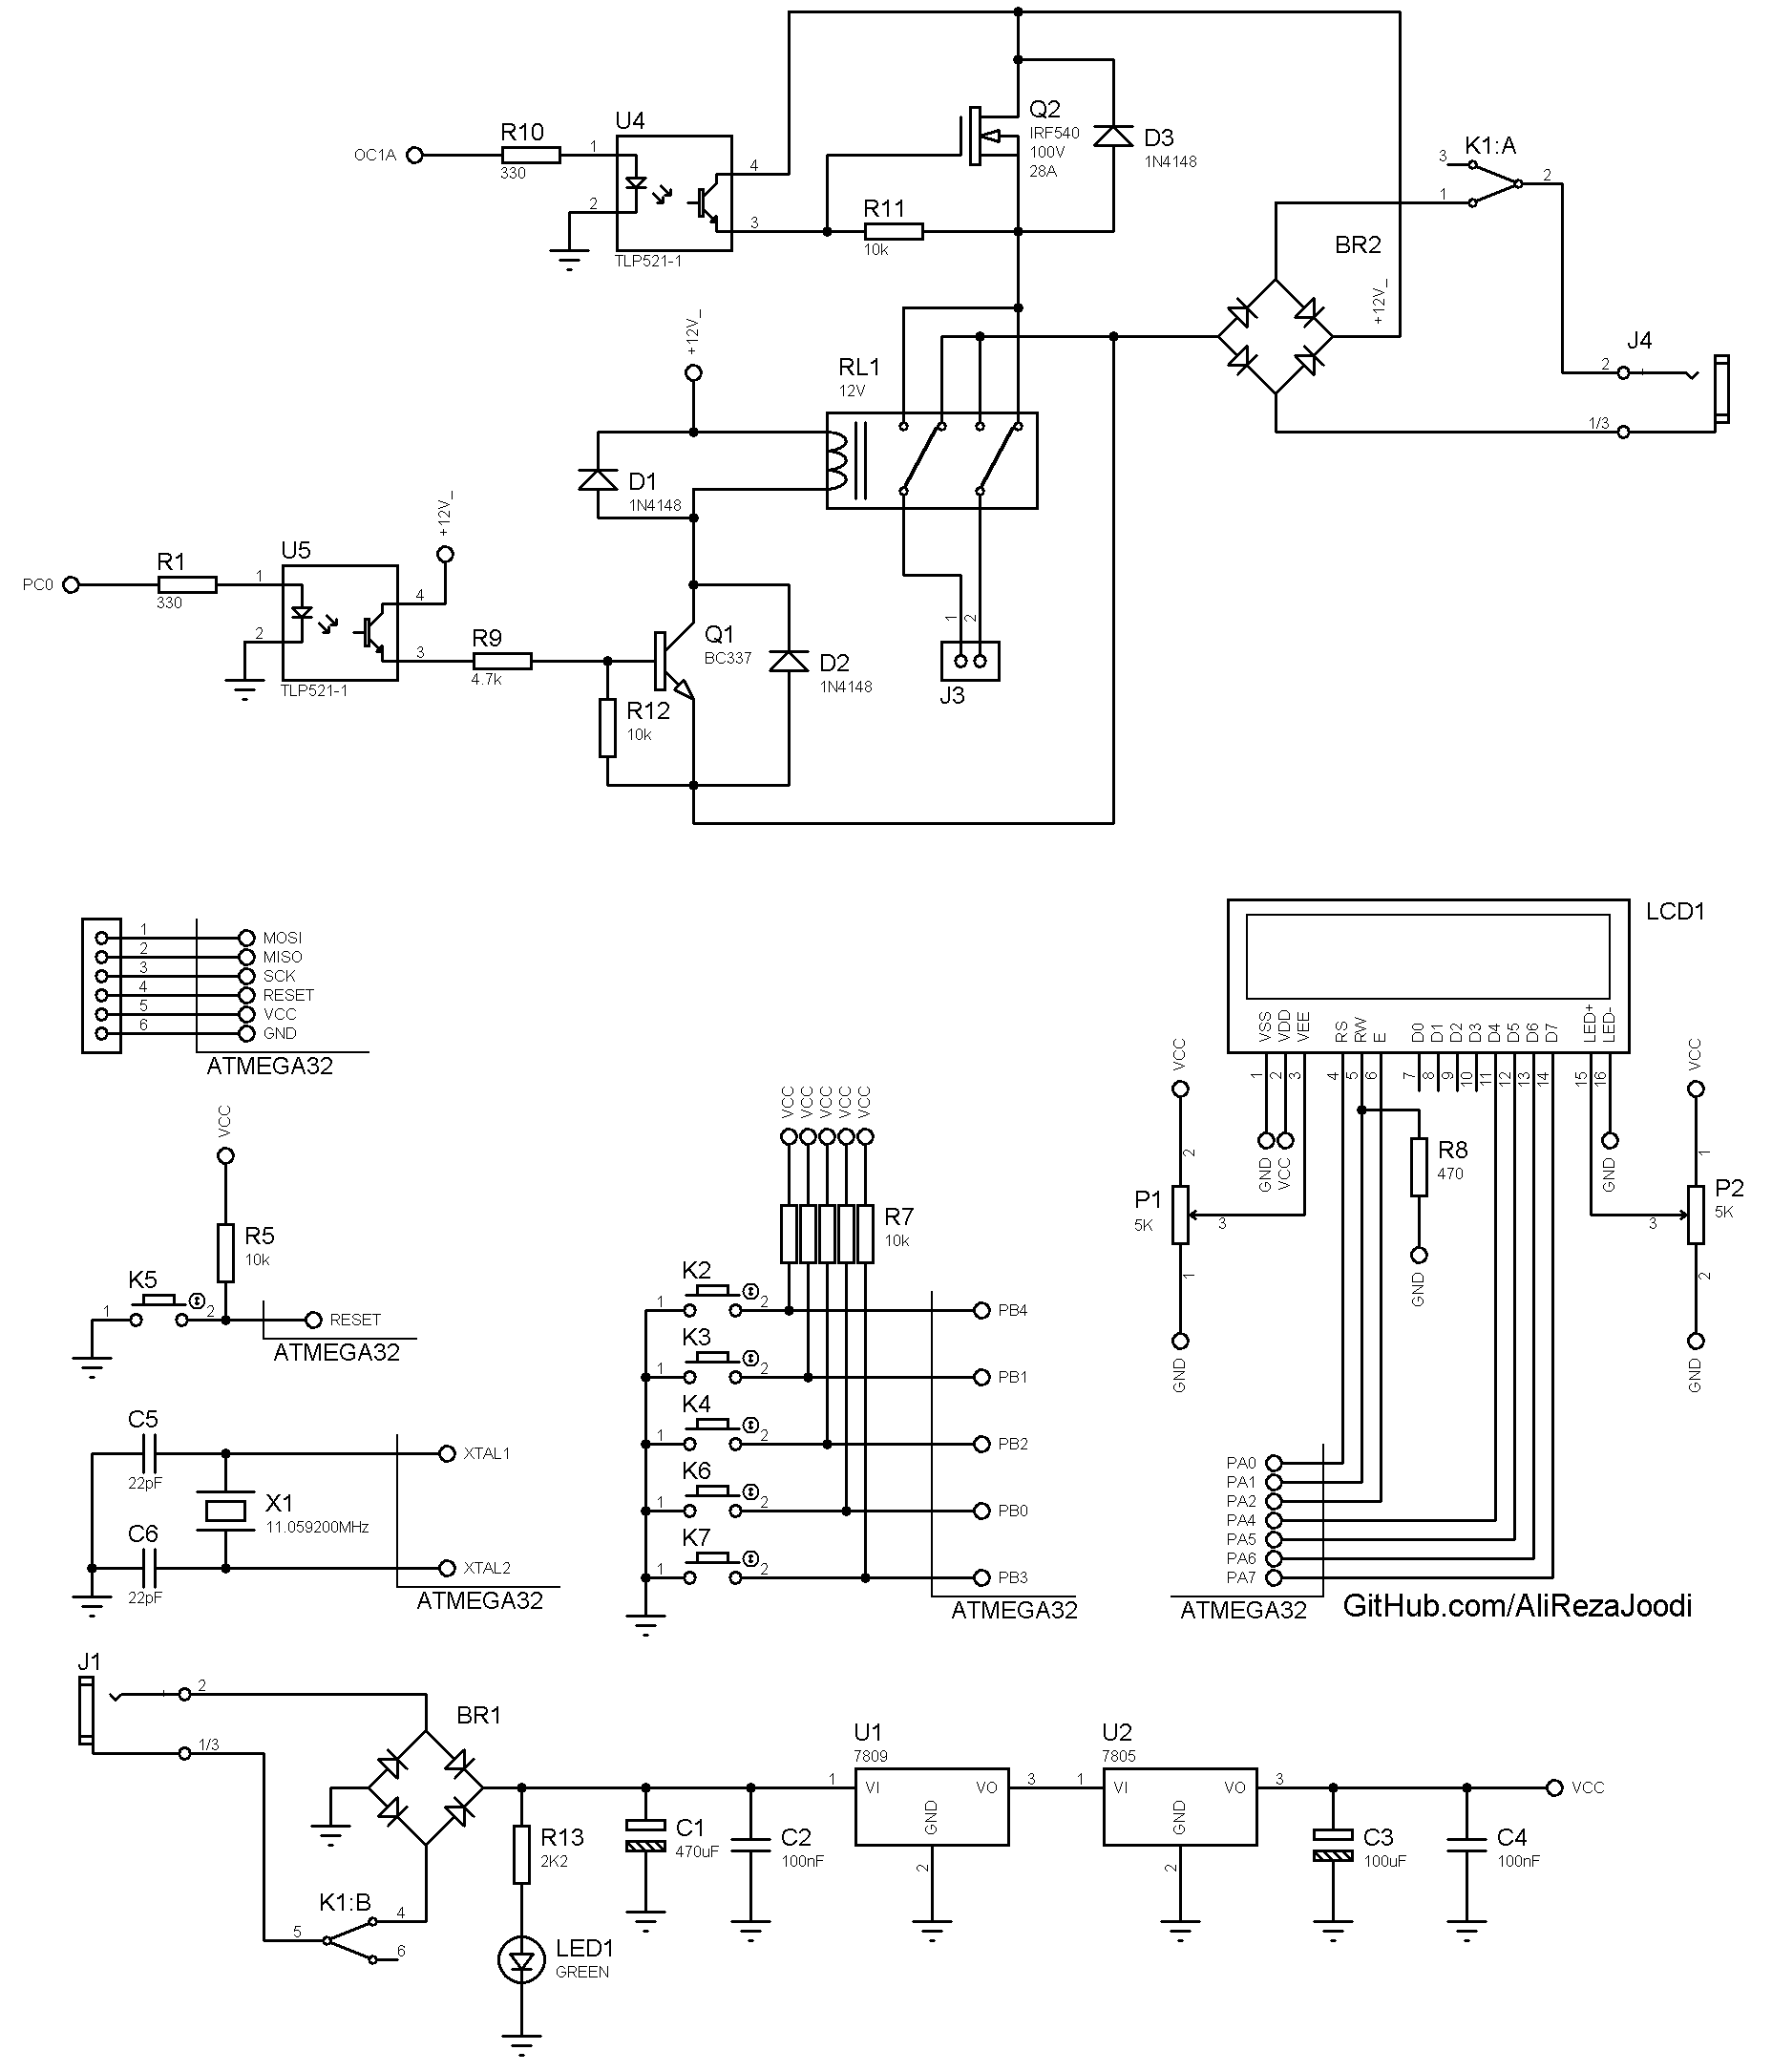 Q2
IRF540
100V
28A
D3
1N4148
U4
R10
330
OC1A
1
2
4
3
TLP521-1
R11
10k
K1:A
3
1
2
BR2
+12V_
J4
2
1/3
+12V_
RL1
12V
D1
1N4148
+12V_
U5
R1
330
PC0
1
2
4
3
TLP521-1
R9
4.7k
Q1
BC337
D2
1N4148
R12
10k
1
2
J3
1 MOSI
2 MISO
3 SCK
4 RESET
5 VCC
6 GND
ATMEGA32
LCD1
VSS VDD VEE RS RW E D0 D1 D2 D3 D4 D5 D6 D7 LED+ LED-
1 2 3 4 5 6 7 8 9 10 11 12 13 14 15 16
VCC
VCC
GND VCC
GND
R8
470
GND
P1
5K
2
3
1
GND
P2
5K
1
3
2
GND
VCC
R5
10k
K5
1
2
RESET
ATMEGA32
VCC VCC VCC VCC VCC
R7
10k
K2
1 2 PB4
K3
1 2 PB1
K4
1 2 PB2
K6
1 2 PB0
K7
1 2 PB3
ATMEGA32
C5
22pF
X1
11.059200MHz
C6
22pF
XTAL1
XTAL2
ATMEGA32
PA0
PA1
PA2
PA4
PA5
PA6
PA7
ATMEGA32
GitHub.com/AliRezaJoodi
J1
2
1/3
BR1
K1:B
4
5
6
R13
2K2
LED1
GREEN
C1
470uF
C2
100nF
U1
7809
1 VI VO 3
GND
2
U2
7805
1 VI VO 3
GND
2
C3
100uF
C4
100nF
VCC